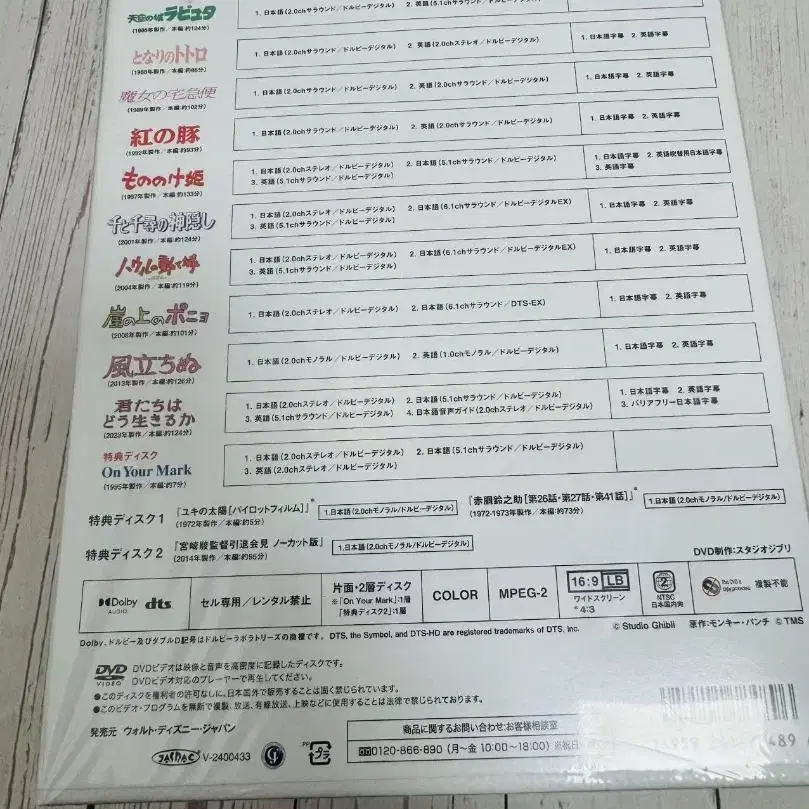 天空の城ラピュタ
(1986年製作/本編:約124分)
1. 日本語(2.0chサラウンド/ドルビーデジタル) 2. 英語(5.1chサラウンド/ドルビーデジタル)
となりのトトロ
(1988年製作/本編:約86分)
1. 日本語(2.0chサラウンド/ドルビーデジタル) 2. 英語(2.0chステレオ/ドルビーデジタル)
1. 日本語字幕 2. 英語字幕
魔女の宅急便
(1989年製作/本編:約102分)
1. 日本語(2.0chサラウンド/ドルビーデジタル) 2. 英語(2.0chサラウンド/ドルビーデジタル)
1. 日本語字幕 2. 英語字幕
紅の豚
(1992年製作/本編:約93分)
1. 日本語(2.0chサラウンド/ドルビーデジタル) 2. 英語(2.0chサラウンド/ドルビーデジタル)
1. 日本語字幕 2. 英語字幕
もののけ姫
(1997年製作/本編:約133分)
1. 日本語(2.0chステレオ/ドルビーデジタル) 2. 日本語(5.1chサラウンド/ドルビーデジタル)
3. 英語(5.1chサラウンド/ドルビーデジタル)
1. 日本語字幕 2. 英語吹替用日本語字幕
3. 英語字幕
千と千尋の神隠し
(2001年製作/本編:約124分)
1. 日本語(2.0chステレオ/ドルビーデジタル) 2. 日本語(6.1chサラウンド/ドルビーデジタルEX)
3. 英語(5.1chサラウンド/ドルビーデジタル)
1. 日本語字幕 2. 英語字幕
ハウルの動く城
(2004年製作/本編:約119分)
1. 日本語(2.0chステレオ/ドルビーデジタル) 2. 日本語(6.1chサラウンド/ドルビーデジタルEX)
3. 英語(5.1chサラウンド/ドルビーデジタル)
1. 日本語字幕 2. 英語字幕
崖の上のポニョ
(2008年製作/本編:約101分)
1. 日本語(2.0chステレオ/ドルビーデジタル) 2. 日本語(6.1chサラウンド/DTS-EX)
1. 日本語字幕 2. 英語字幕
風立ちぬ
(2013年製作/本編:約126分)
1. 日本語(2.0chモノラル/ドルビーデジタル) 2. 英語(1.0chモノラル/ドルビーデジタル)
1. 日本語字幕 2. 英語字幕
君たちは
どう生きるか
(2023年製作/本編:約124分)
1. 日本語(2.0chステレオ/ドルビーデジタル) 2. 日本語(5.1chサラウンド/ドルビーデジタル)
3. 英語(5.1chサラウンド/ドルビーデジタル) 4. 日本語音声ガイド(2.0chステレオ/ドルビーデジタル)
1. 日本語字幕 2. 英語字幕
3. バリアフリー日本語字幕
特典ディスク
On Your Mark
(1995年製作/本編:約7分)
1. 日本語(2.0chステレオ/ドルビーデジタル) 2. 日本語(5.1chサラウンド/ドルビーデジタル)
3. 英語(2.0chステレオ/ドルビーデジタル)
特典ディスク1 『ユキの太陽[パイロットフィルム]』* 1.日本語(2.0chモノラル/ドルビーデジタル)
(1972年製作/本編:約5分)
『赤胴鈴之助[第26話・第27話・第41話]』* 1.日本語(2.0chモノラル/ドルビーデジタル)
(1972-1973年製作/本編:約73分)
特典ディスク2 『宮崎駿監督引退会見 ノーカット版』 1.日本語(2.0chモノラル/ドルビーデジタル)
(2014年製作/本編:約95分)
DVD制作:スタジオジブリ
Dolby AUDIO dts
セル専用/レンタル禁止
片面・2層ディスク
※「On Your Mark」:1層
「特典ディスク2」:1層
COLOR
MPEG-2
16:9 LB
ワイドスクリーン
*4:3
2
NTSC
日本国内向
複製不能
Dolby、ドルビー及びダブルD記号はドルビーラボラトリーズの商標です。 DTS, the Symbol, and DTS-HD are registered trademarks of DTS, Inc.
© Studio Ghibli 原作:モンキー・パンチ © TMS
DVD VIDEO
DVDビデオは映像と音声を高密度に記録したディスクです。
DVDビデオ対応のプレーヤーで再生してください。
●このディスクを権利者の許可なしに、日本国外で販売することは固く禁じられています。
●このビデオ・プログラムを無断で複製、放送、有線放送、上映などに使用することは法律で禁じられております。
発売元 ウォルト・ディズニー・ジャパン
商品に関するお問い合わせ:お客様相談室
0120-866-890 (月～金 10:00～18:00)
V-2400433
プラ
489